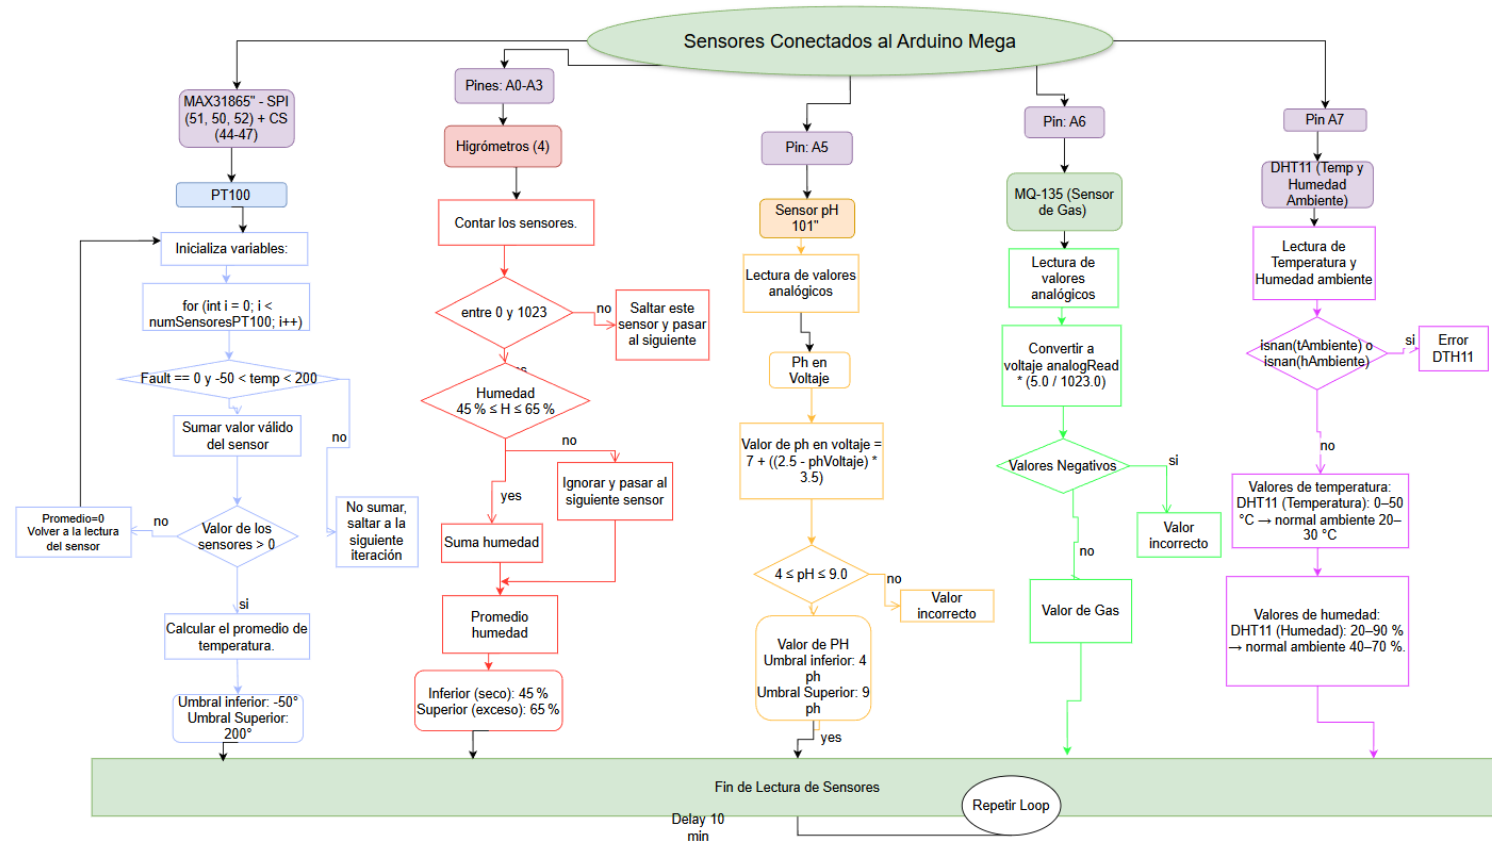 Sensores Conectados al Arduino Mega
MAX31865" - SPI
(51, 50, 52) + CS
(44-47)
PT100
Inicializa variables:
for (int i = 0; i <
numSensoresPT100; i++)
Fault == 0 y -50 < temp < 200
no
Sumar valor válido
del sensor
No sumar,
saltar a la
siguiente
iteración
Valor de los
sensores > 0
no
Promedio=0
Volver a la lectura
del sensor
si
Calcular el promedio de
temperatura.
Umbral inferior: -50°
Umbral Superior:
200°
Pines: A0-A3
Higrómetros (4)
Contar los sensores.
entre 0 y 1023
no
Saltar este
sensor y pasar
al siguiente
Humedad
45 % ≤ H ≤ 65 %
no
Ignorar y pasar al
siguiente sensor
yes
Suma humedad
Promedio
humedad
Inferior (seco): 45 %
Superior (exceso): 65 %
Pin: A5
Sensor pH
101"
Lectura de valores
analógicos
Ph en
Voltaje
Valor de ph en voltaje =
7 + ((2.5 - phVoltaje) *
3.5)
4 ≤ pH ≤ 9.0
no
Valor
incorrecto
Valor de PH
Umbral inferior: 4
ph
Umbral Superior: 9
ph
yes
Pin: A6
MQ-135 (Sensor
de Gas)
Lectura de
valores
analógicos
Convertir a
voltaje analogRead
* (5.0 / 1023.0)
Valores Negativos
si
Valor
incorrecto
no
Valor de Gas
Pin A7
DHT11 (Temp y
Humedad
Ambiente)
Lectura de
Temperatura y
Humedad ambiente
isnan(tAmbiente) o
isnan(hAmbiente)
si
Error
DTH11
no
Valores de temperatura:
DHT11 (Temperatura): 0–50
°C → normal ambiente 20–
30 °C
Valores de humedad:
DHT11 (Humedad): 20–90 %
→ normal ambiente 40–70 %.
Fin de Lectura de Sensores
Repetir Loop
Delay 10
min